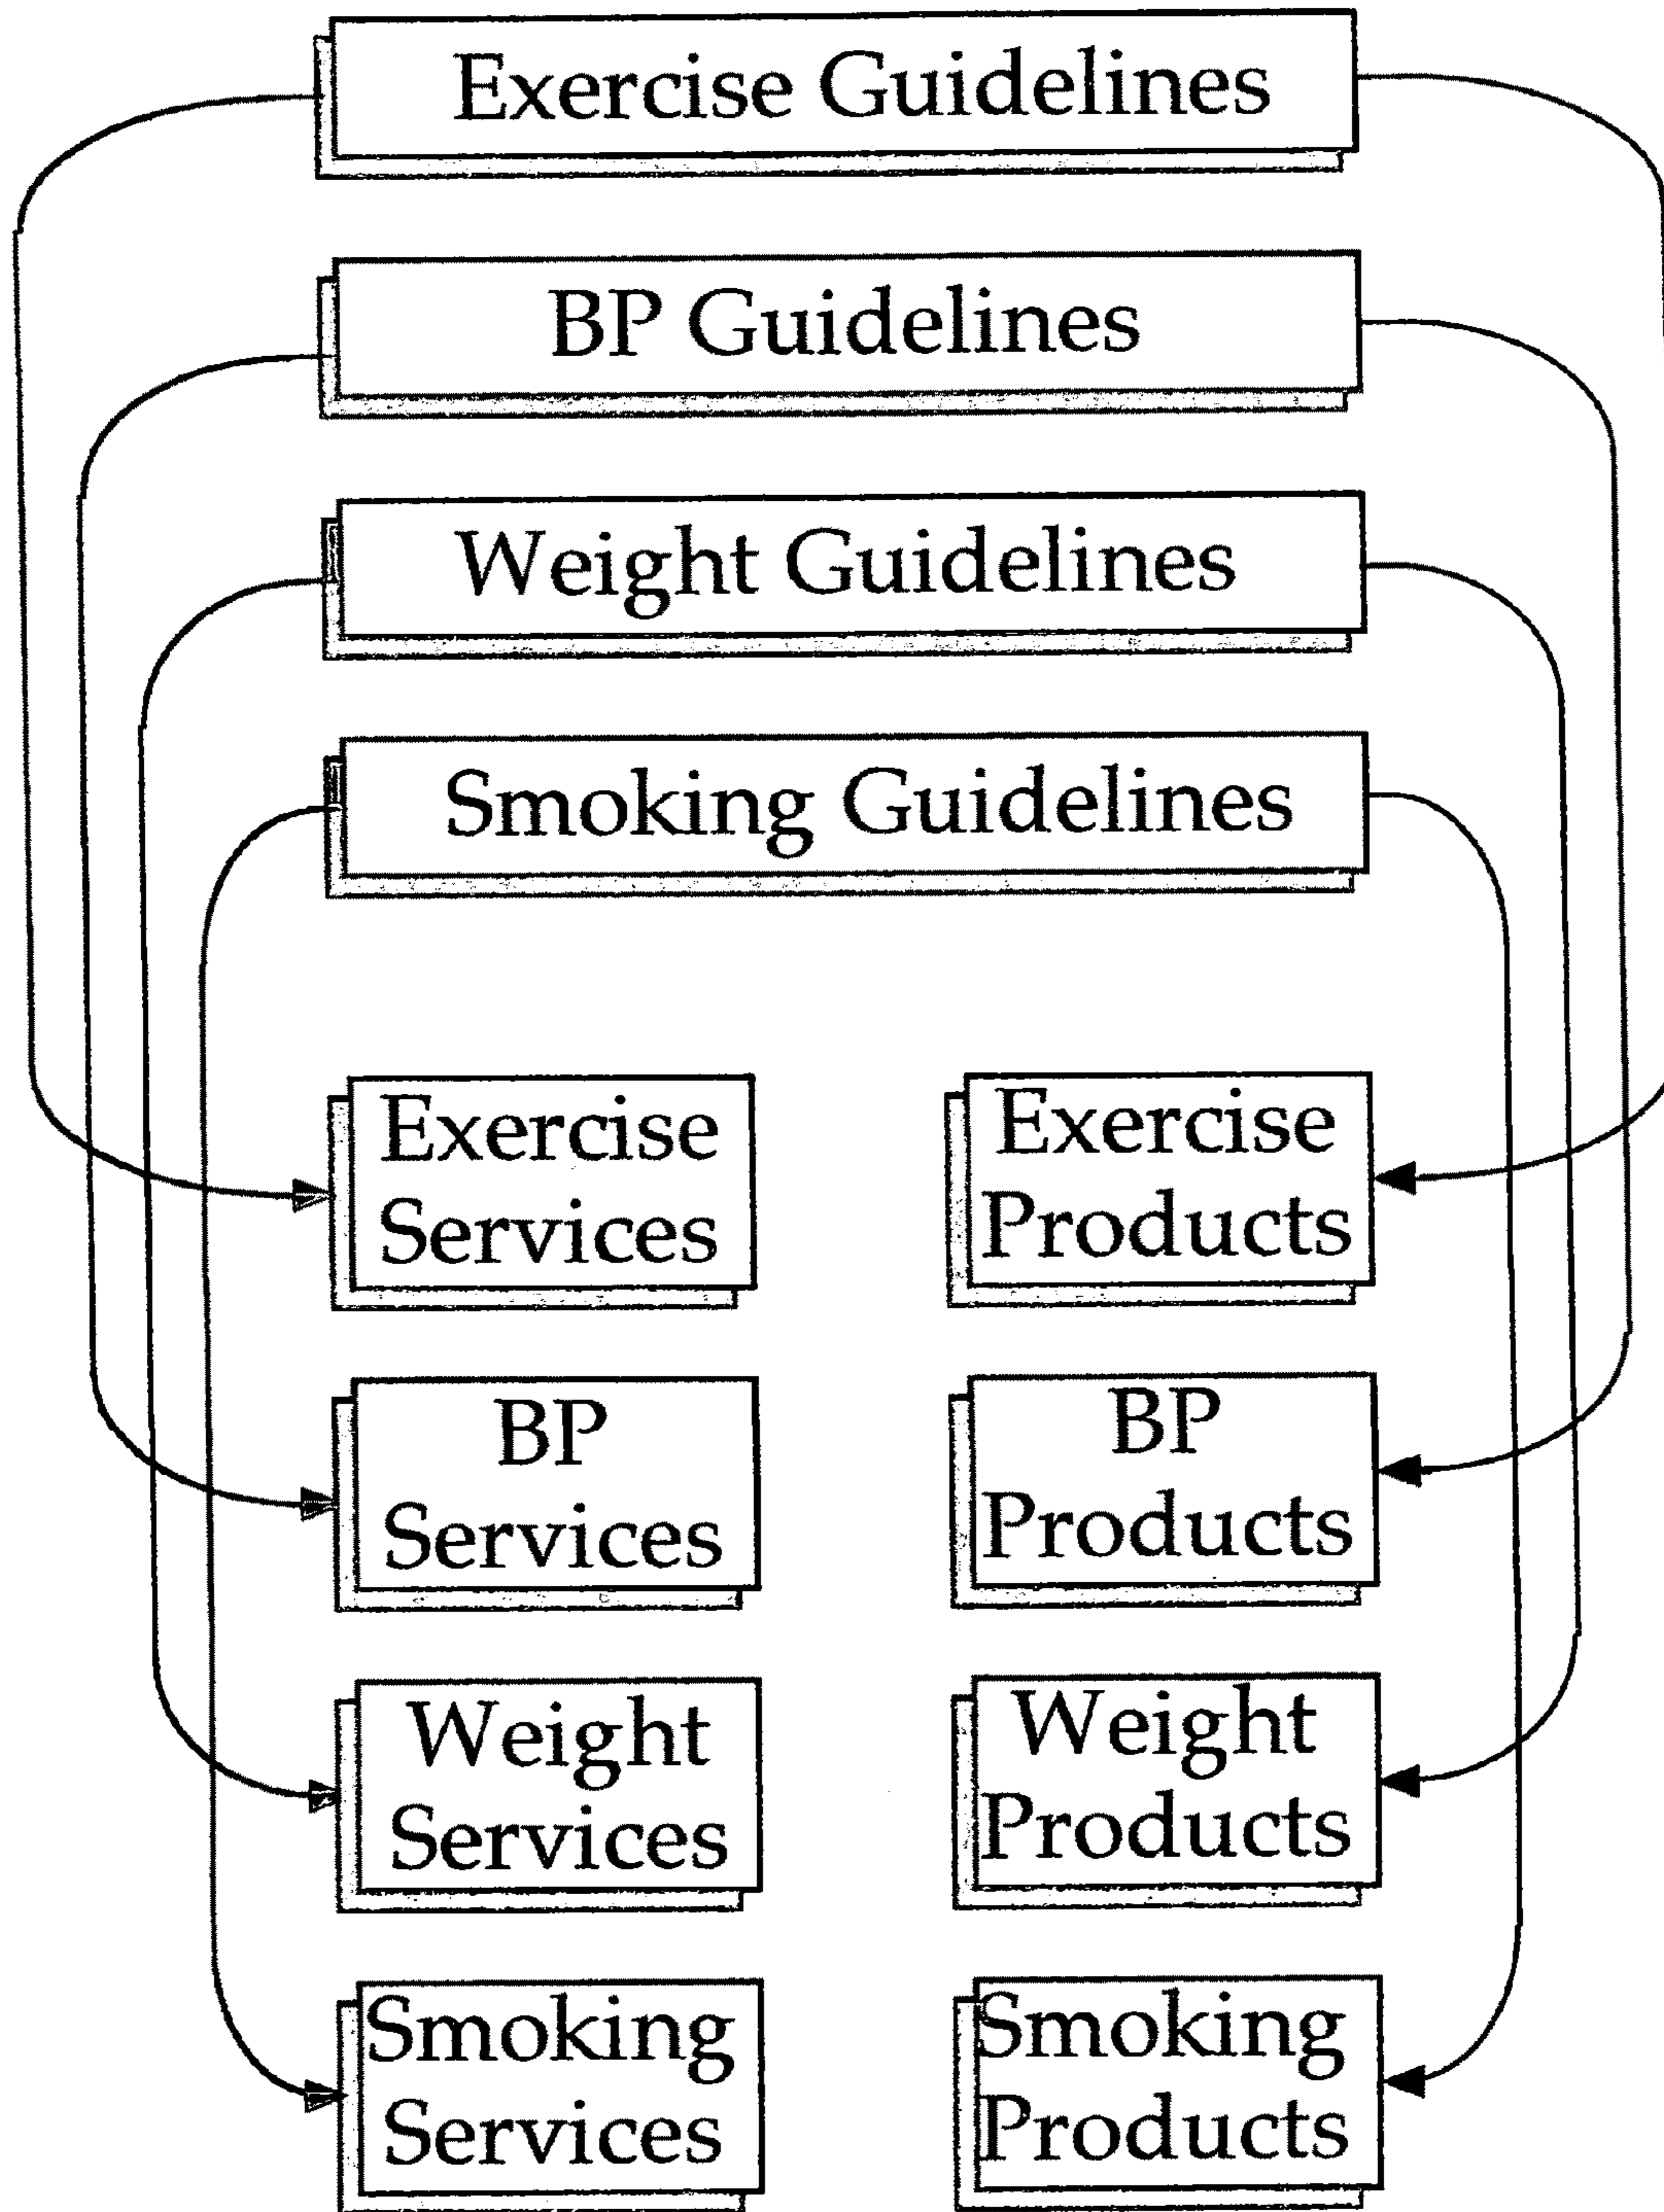 Exercise Guidelines
BP Guidelines
Weight Guidelines
Smoking Guidelines
Exercise
Services
Exercise
Products
BP
Services
BP
Products
Weight
Services
Weight
Products
Smoking
Services
Smoking
Products